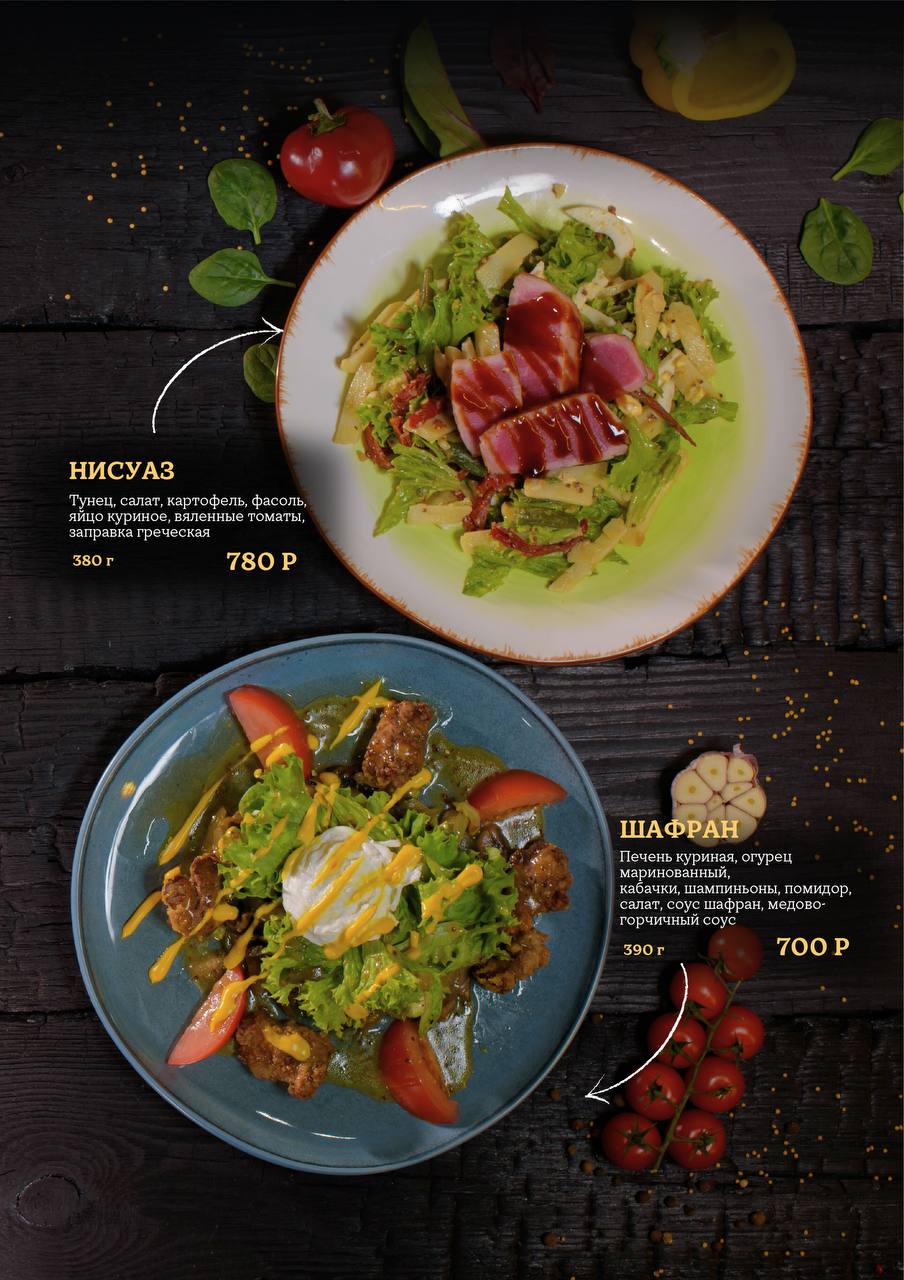 НИСУАЗ
Тунец, салат, картофель, фасоль,
яйцо куриное, вяленные томаты,
заправка греческая
380 г 780 Р
ШАФРАН
Печень куриная, огурец
маринованный,
кабачки, шампиньоны, помидор,
салат, соус шафран, медово-
горчичный соус
390 г 700 Р